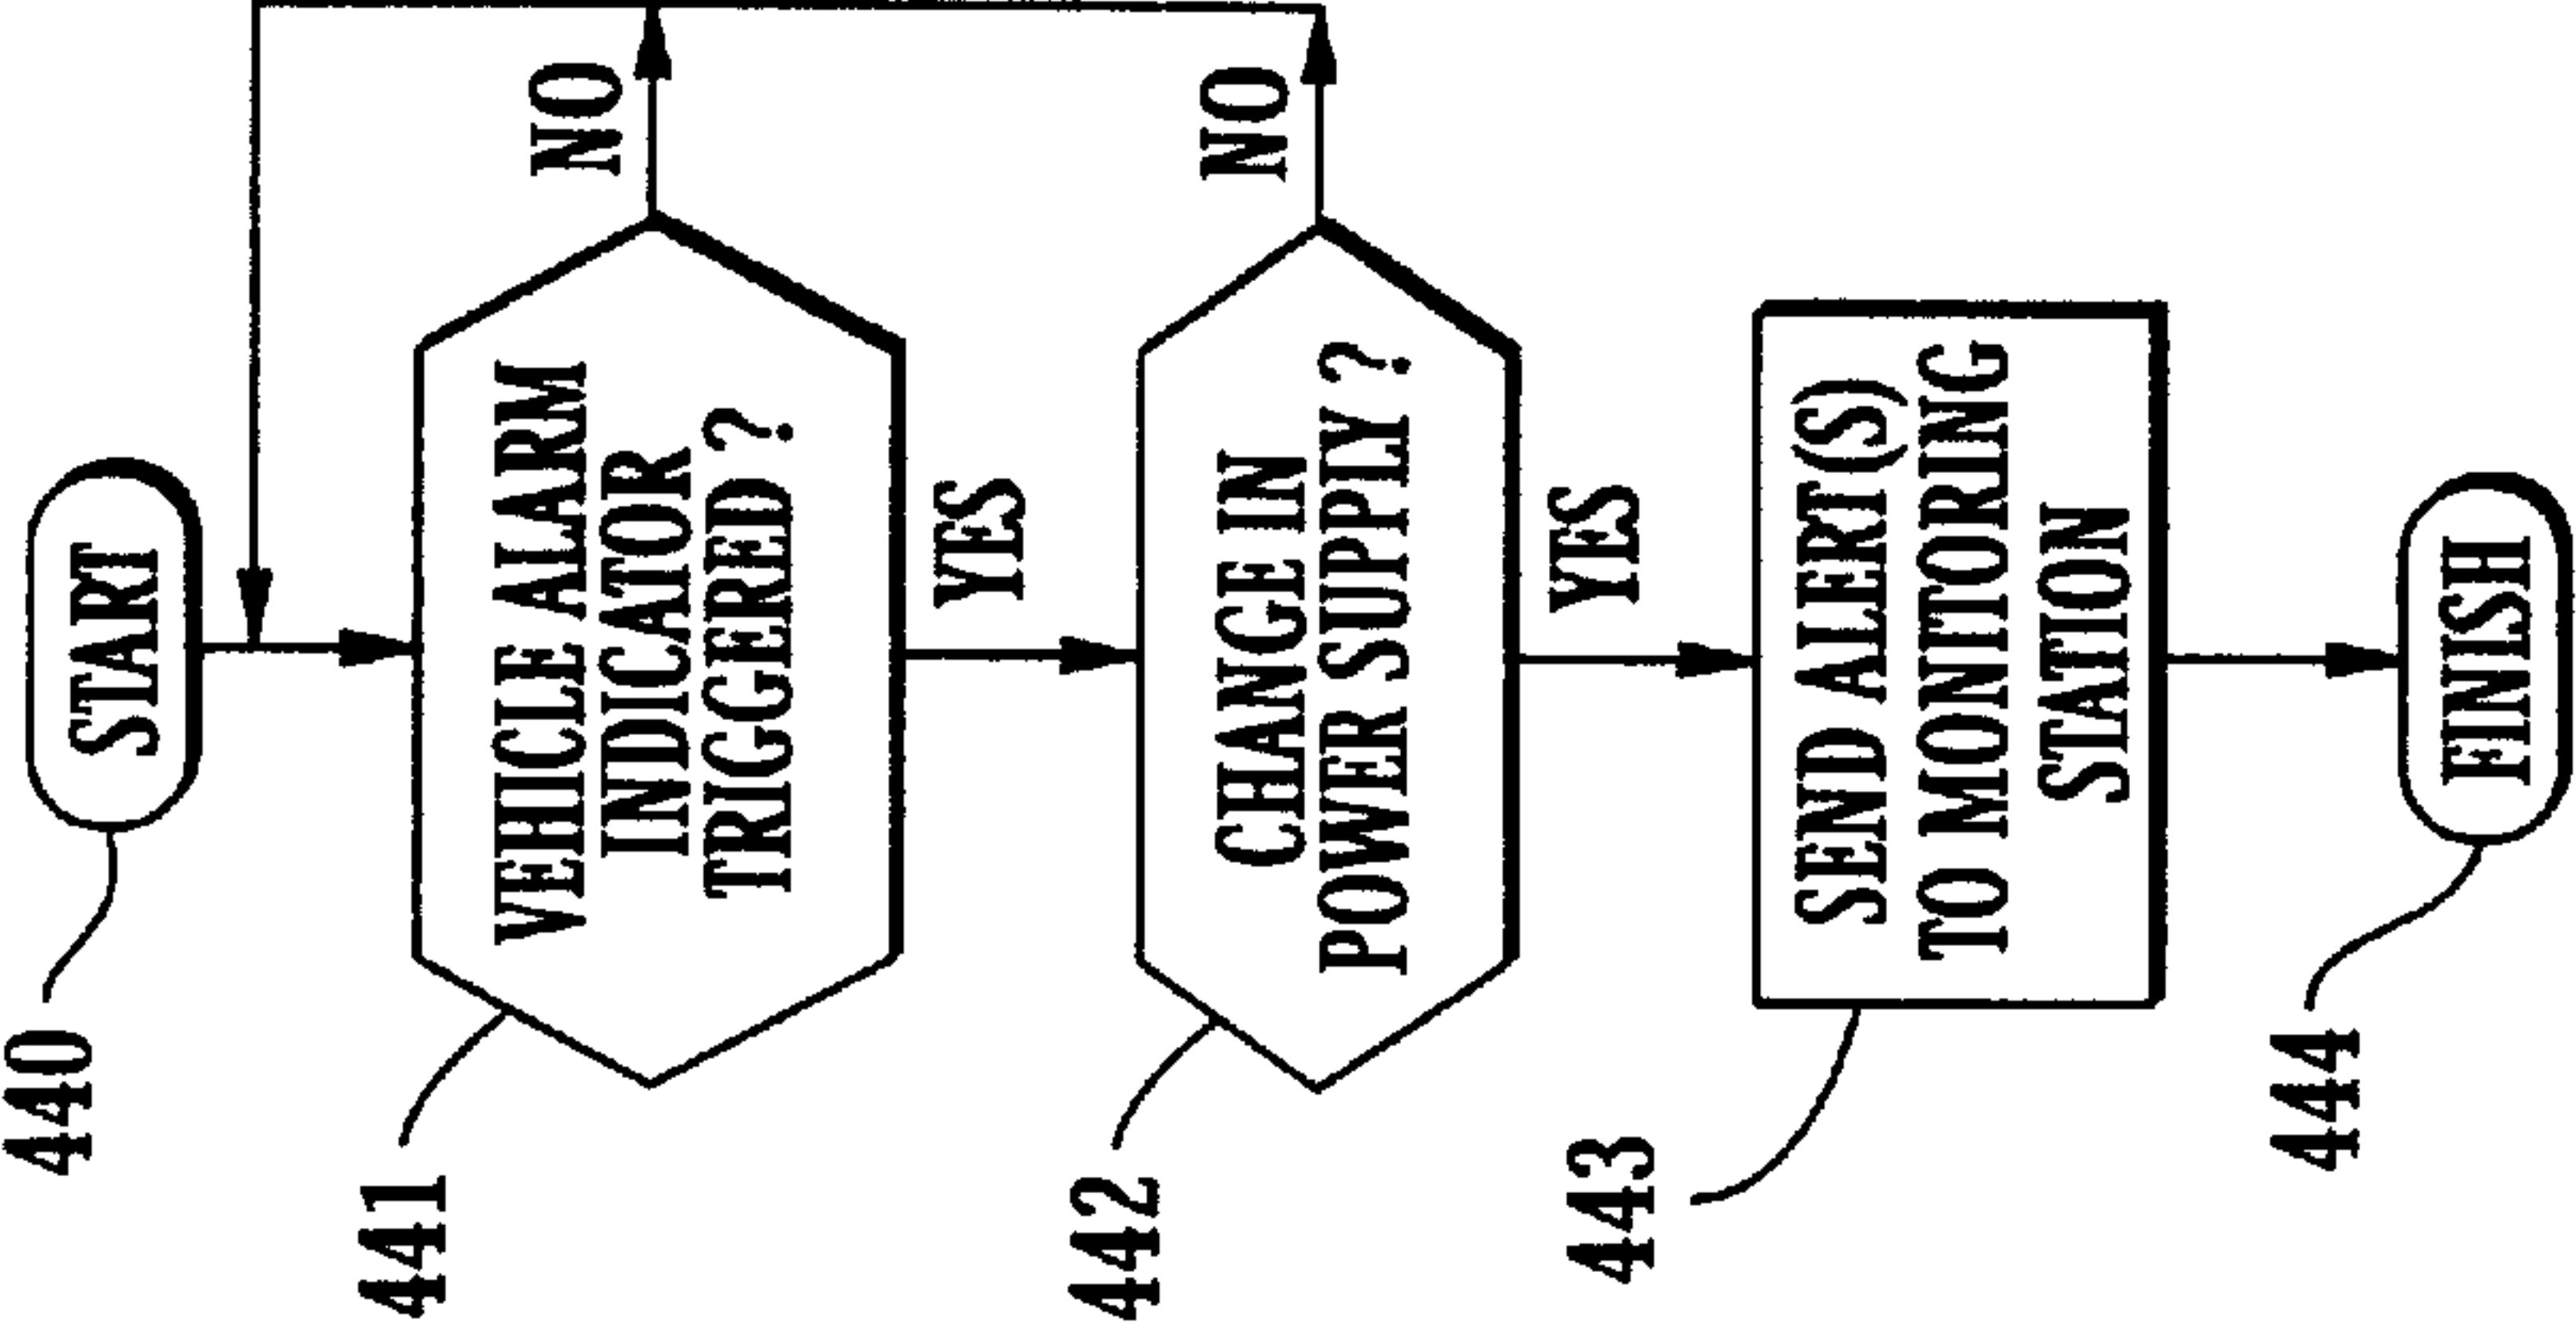 440
START
441
VEHICLE ALARM
INDICATOR
TRIGGERED ?
NO
YES
442
CHANGE IN
POWER SUPPLY ?
NO
YES
443
SEND ALERT(S)
TO MONITORING
STATION
444
FINISH